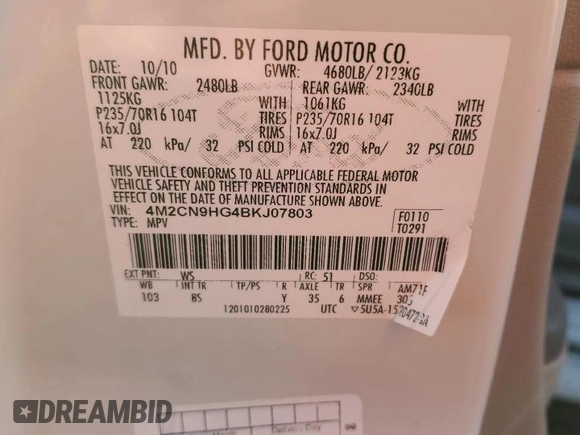 MFD. BY FORD MOTOR CO.
DATE: 10/10 GVWR: 4680LB/ 2123KG
FRONT GAWR: 2480LB REAR GAWR: 2340LB
1125KG WITH 1061KG WITH
P235/70R16 104T TIRES P235/70R16 104T TIRES
16x7.0J RIMS 16x7.0J RIMS
AT 220 kPa/ 32 PSI COLD AT 220 kPa/ 32 PSI COLD
THIS VEHICLE CONFORMS TO ALL APPLICABLE FEDERAL MOTOR
VEHICLE SAFETY AND THEFT PREVENTION STANDARDS IN
EFFECT ON THE DATE OF MANUFACTURE SHOWN ABOVE.
VIN: 4M2CN9HG4BKJ07803 F0110
TYPE: MPV T0291
EXT PNT: WS RC: 51 DSO:
WB INT TR TP/PS R AXLE TR SPR AM71F
103 8S Y 35 6 MMEE 305
1201010280225 UTC
DREAMBID